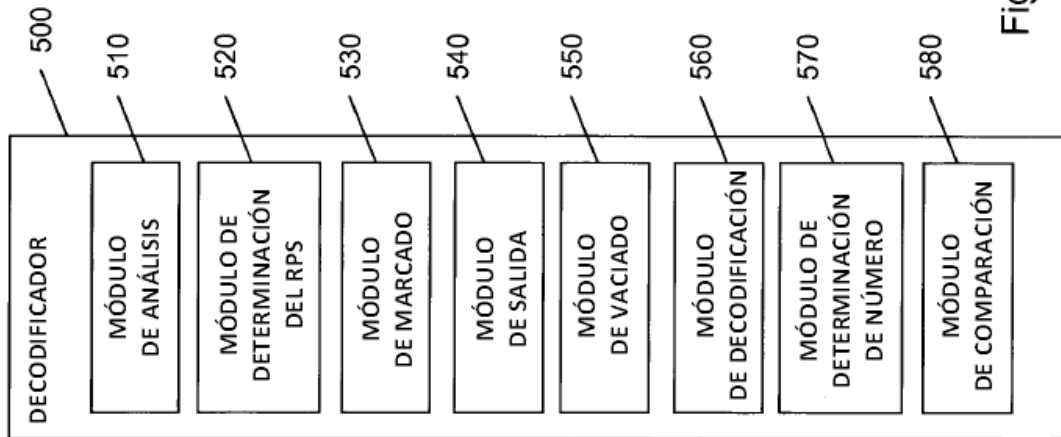 DECODIFICADOR
500
MÓDULO
DE ANÁLISIS
510
MÓDULO DE
DETERMINACIÓN
DEL RPS
520
MÓDULO
DE MARCADO
530
MÓDULO
DE SALIDA
540
MÓDULO
DE VACIADO
550
MÓDULO
DE DECODIFICACIÓN
560
MÓDULO DE
DETERMINACIÓN
DE NÚMERO
570
MÓDULO
DE COMPARACIÓN
580